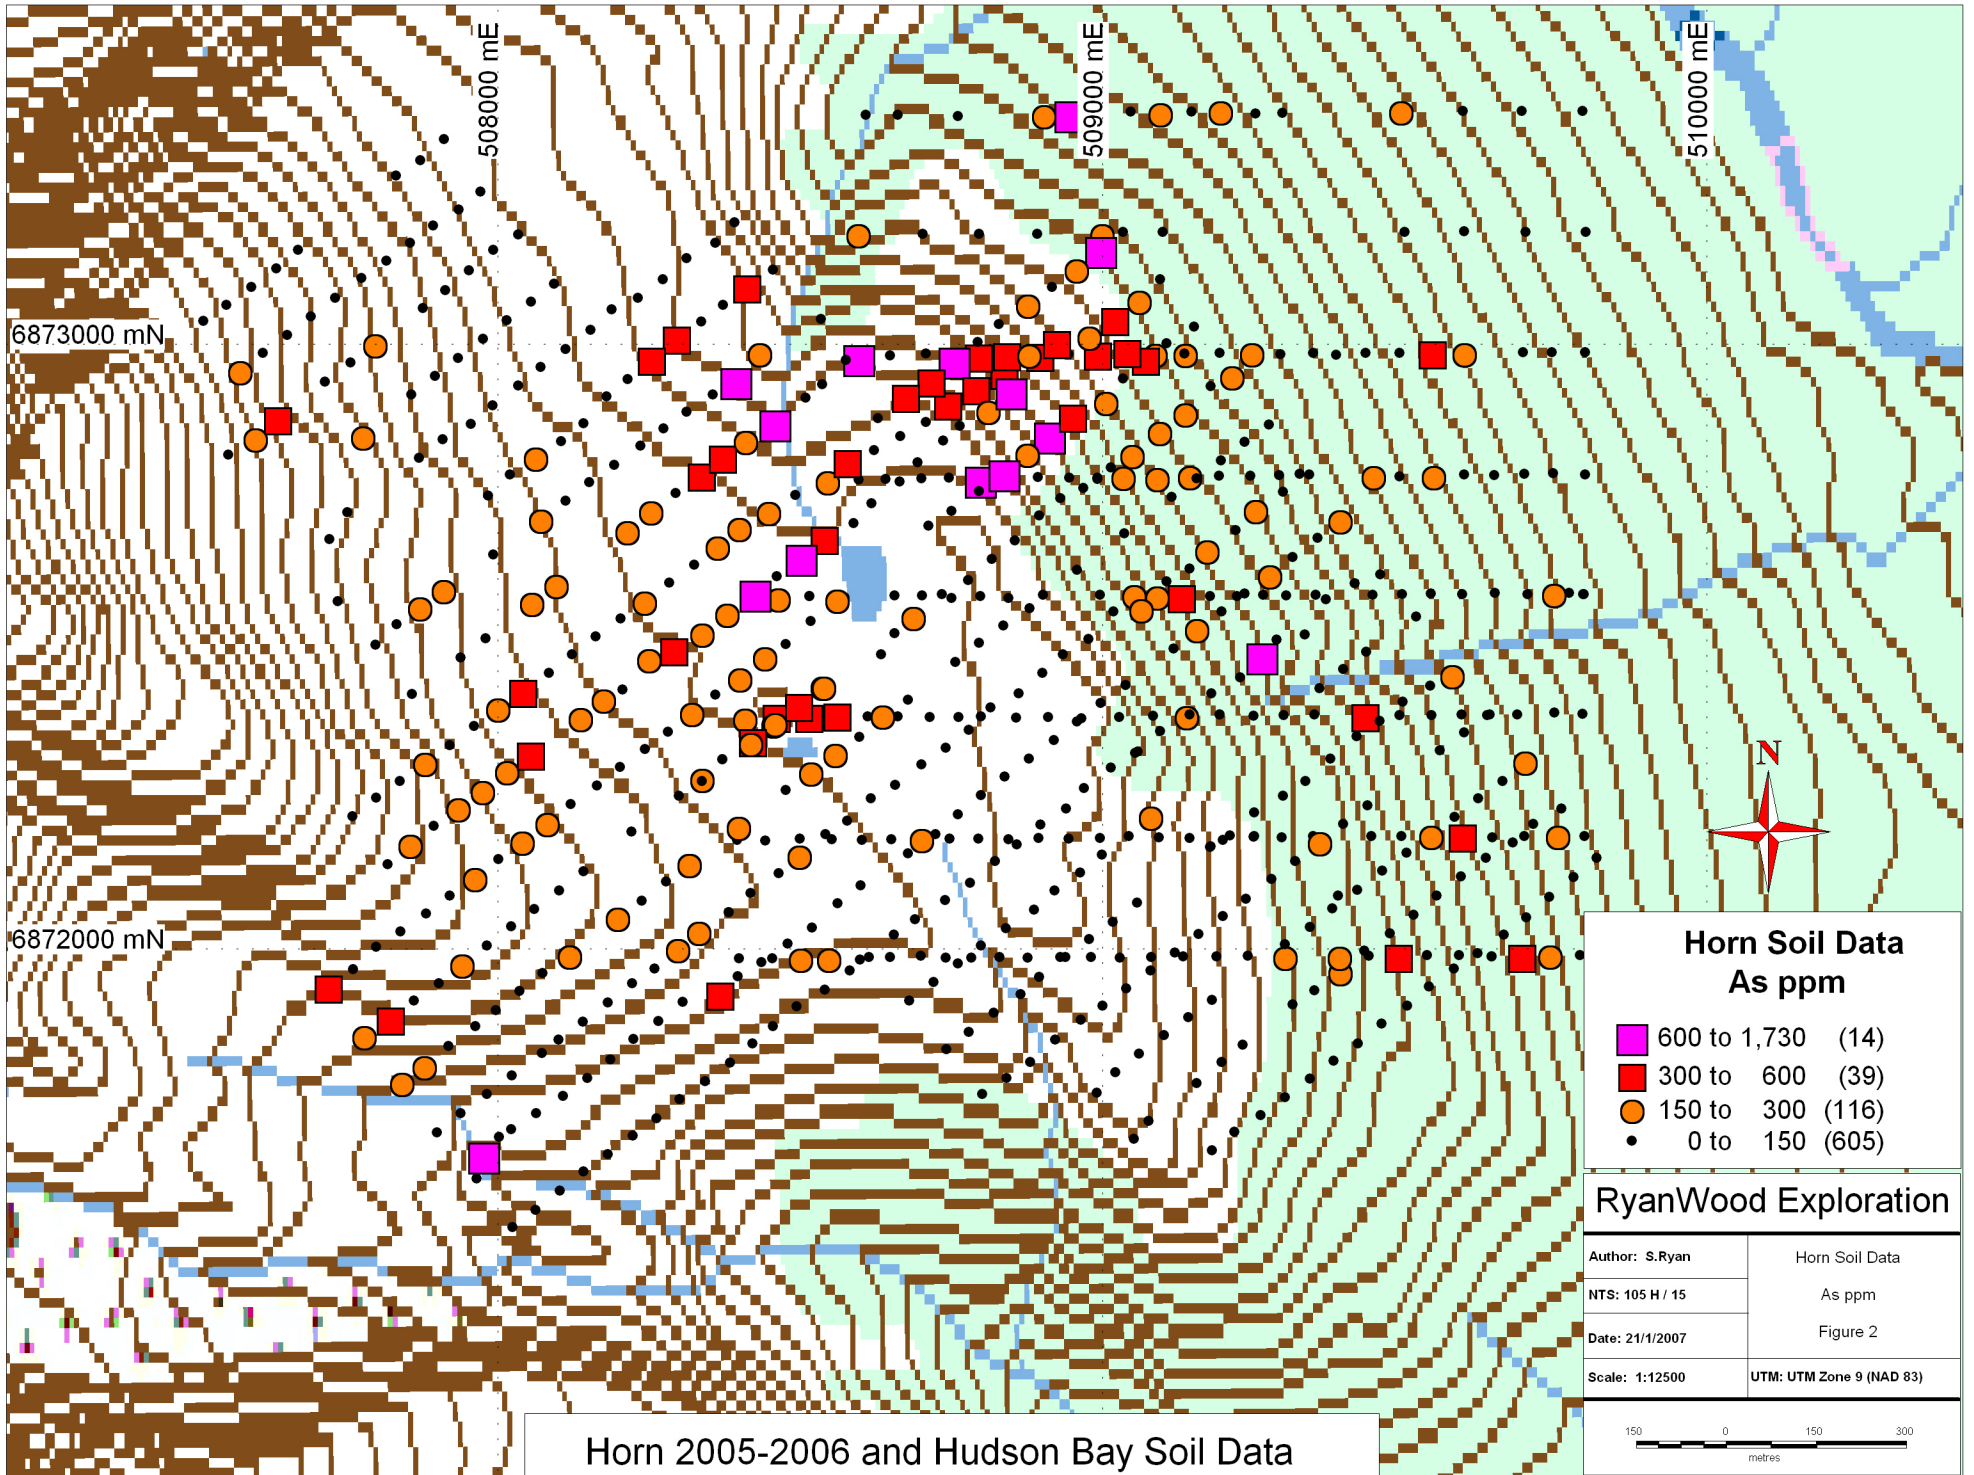 508000 mE
509000 mE
510000 mE
6873000 mN
6872000 mN
N
Horn Soil Data
As ppm
600 to 1,730 (14)
300 to 600 (39)
150 to 300 (116)
0 to 150 (605)
RyanWood Exploration
Author: S.Ryan
NTS: 105 H / 15
Date: 21/1/2007
Scale: 1:12500
Horn Soil Data
As ppm
Figure 2
UTM: UTM Zone 9 (NAD 83)
150 0 150 300
metres
Horn 2005-2006 and Hudson Bay Soil Data